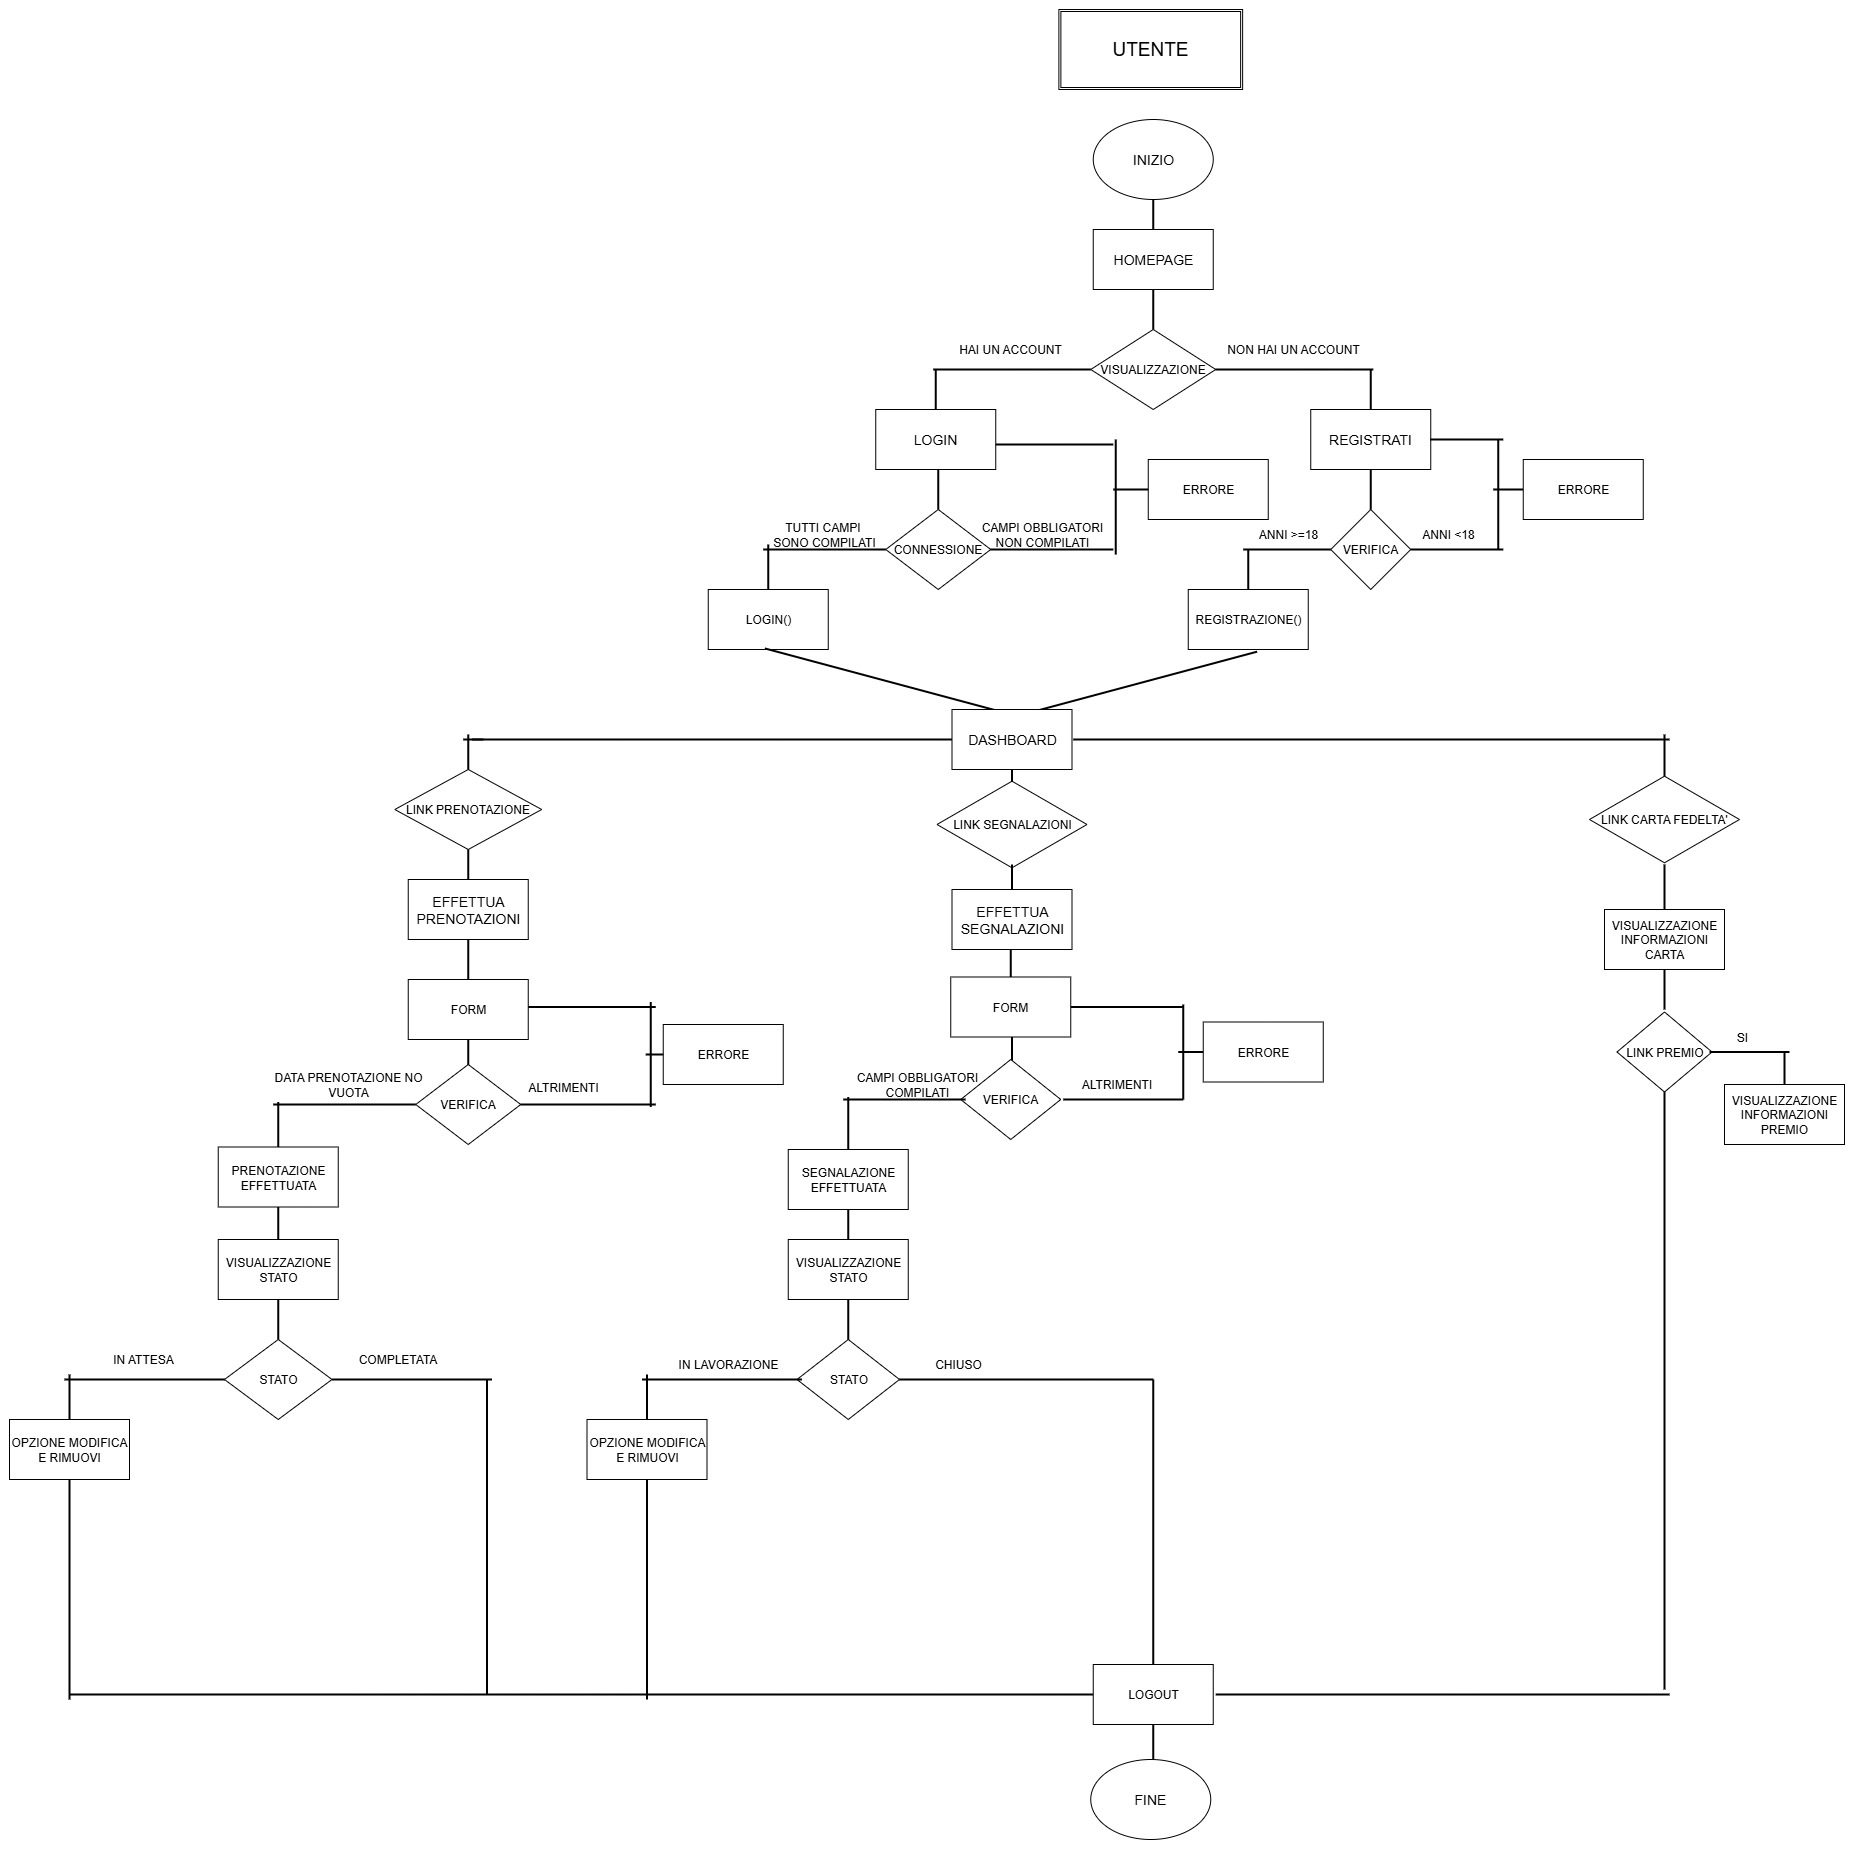 UTENTE
INIZIO
HOMEPAGE
HAI UN ACCOUNT
VISUALIZZAZIONE
NON HAI UN ACCOUNT
LOGIN
REGISTRATI
ERRORE
ERRORE
TUTTI CAMPI
SONO COMPILATI
CONNESSIONE
CAMPI OBBLIGATORI
NON COMPILATI
ANNI >=18
VERIFICA
ANNI <18
LOGIN()
REGISTRAZIONE()
DASHBOARD
LINK PRENOTAZIONE
LINK SEGNALAZIONI
LINK CARTA FEDELTA'
EFFETTUA
PRENOTAZIONI
EFFETTUA
SEGNALAZIONI
VISUALIZZAZIONE
INFORMAZIONI
CARTA
FORM
FORM
ERRORE
ERRORE
LINK PREMIO
SI
DATA PRENOTAZIONE NO
VUOTA
VERIFICA
ALTRIMENTI
CAMPI OBBLIGATORI
COMPILATI
VERIFICA
ALTRIMENTI
VISUALIZZAZIONE
INFORMAZIONI
PREMIO
PRENOTAZIONE
EFFETTUATA
SEGNALAZIONE
EFFETTUATA
VISUALIZZAZIONE
STATO
VISUALIZZAZIONE
STATO
IN ATTESA
STATO
COMPLETATA
IN LAVORAZIONE
STATO
CHIUSO
OPZIONE MODIFICA
E RIMUOVI
OPZIONE MODIFICA
E RIMUOVI
LOGOUT
FINE